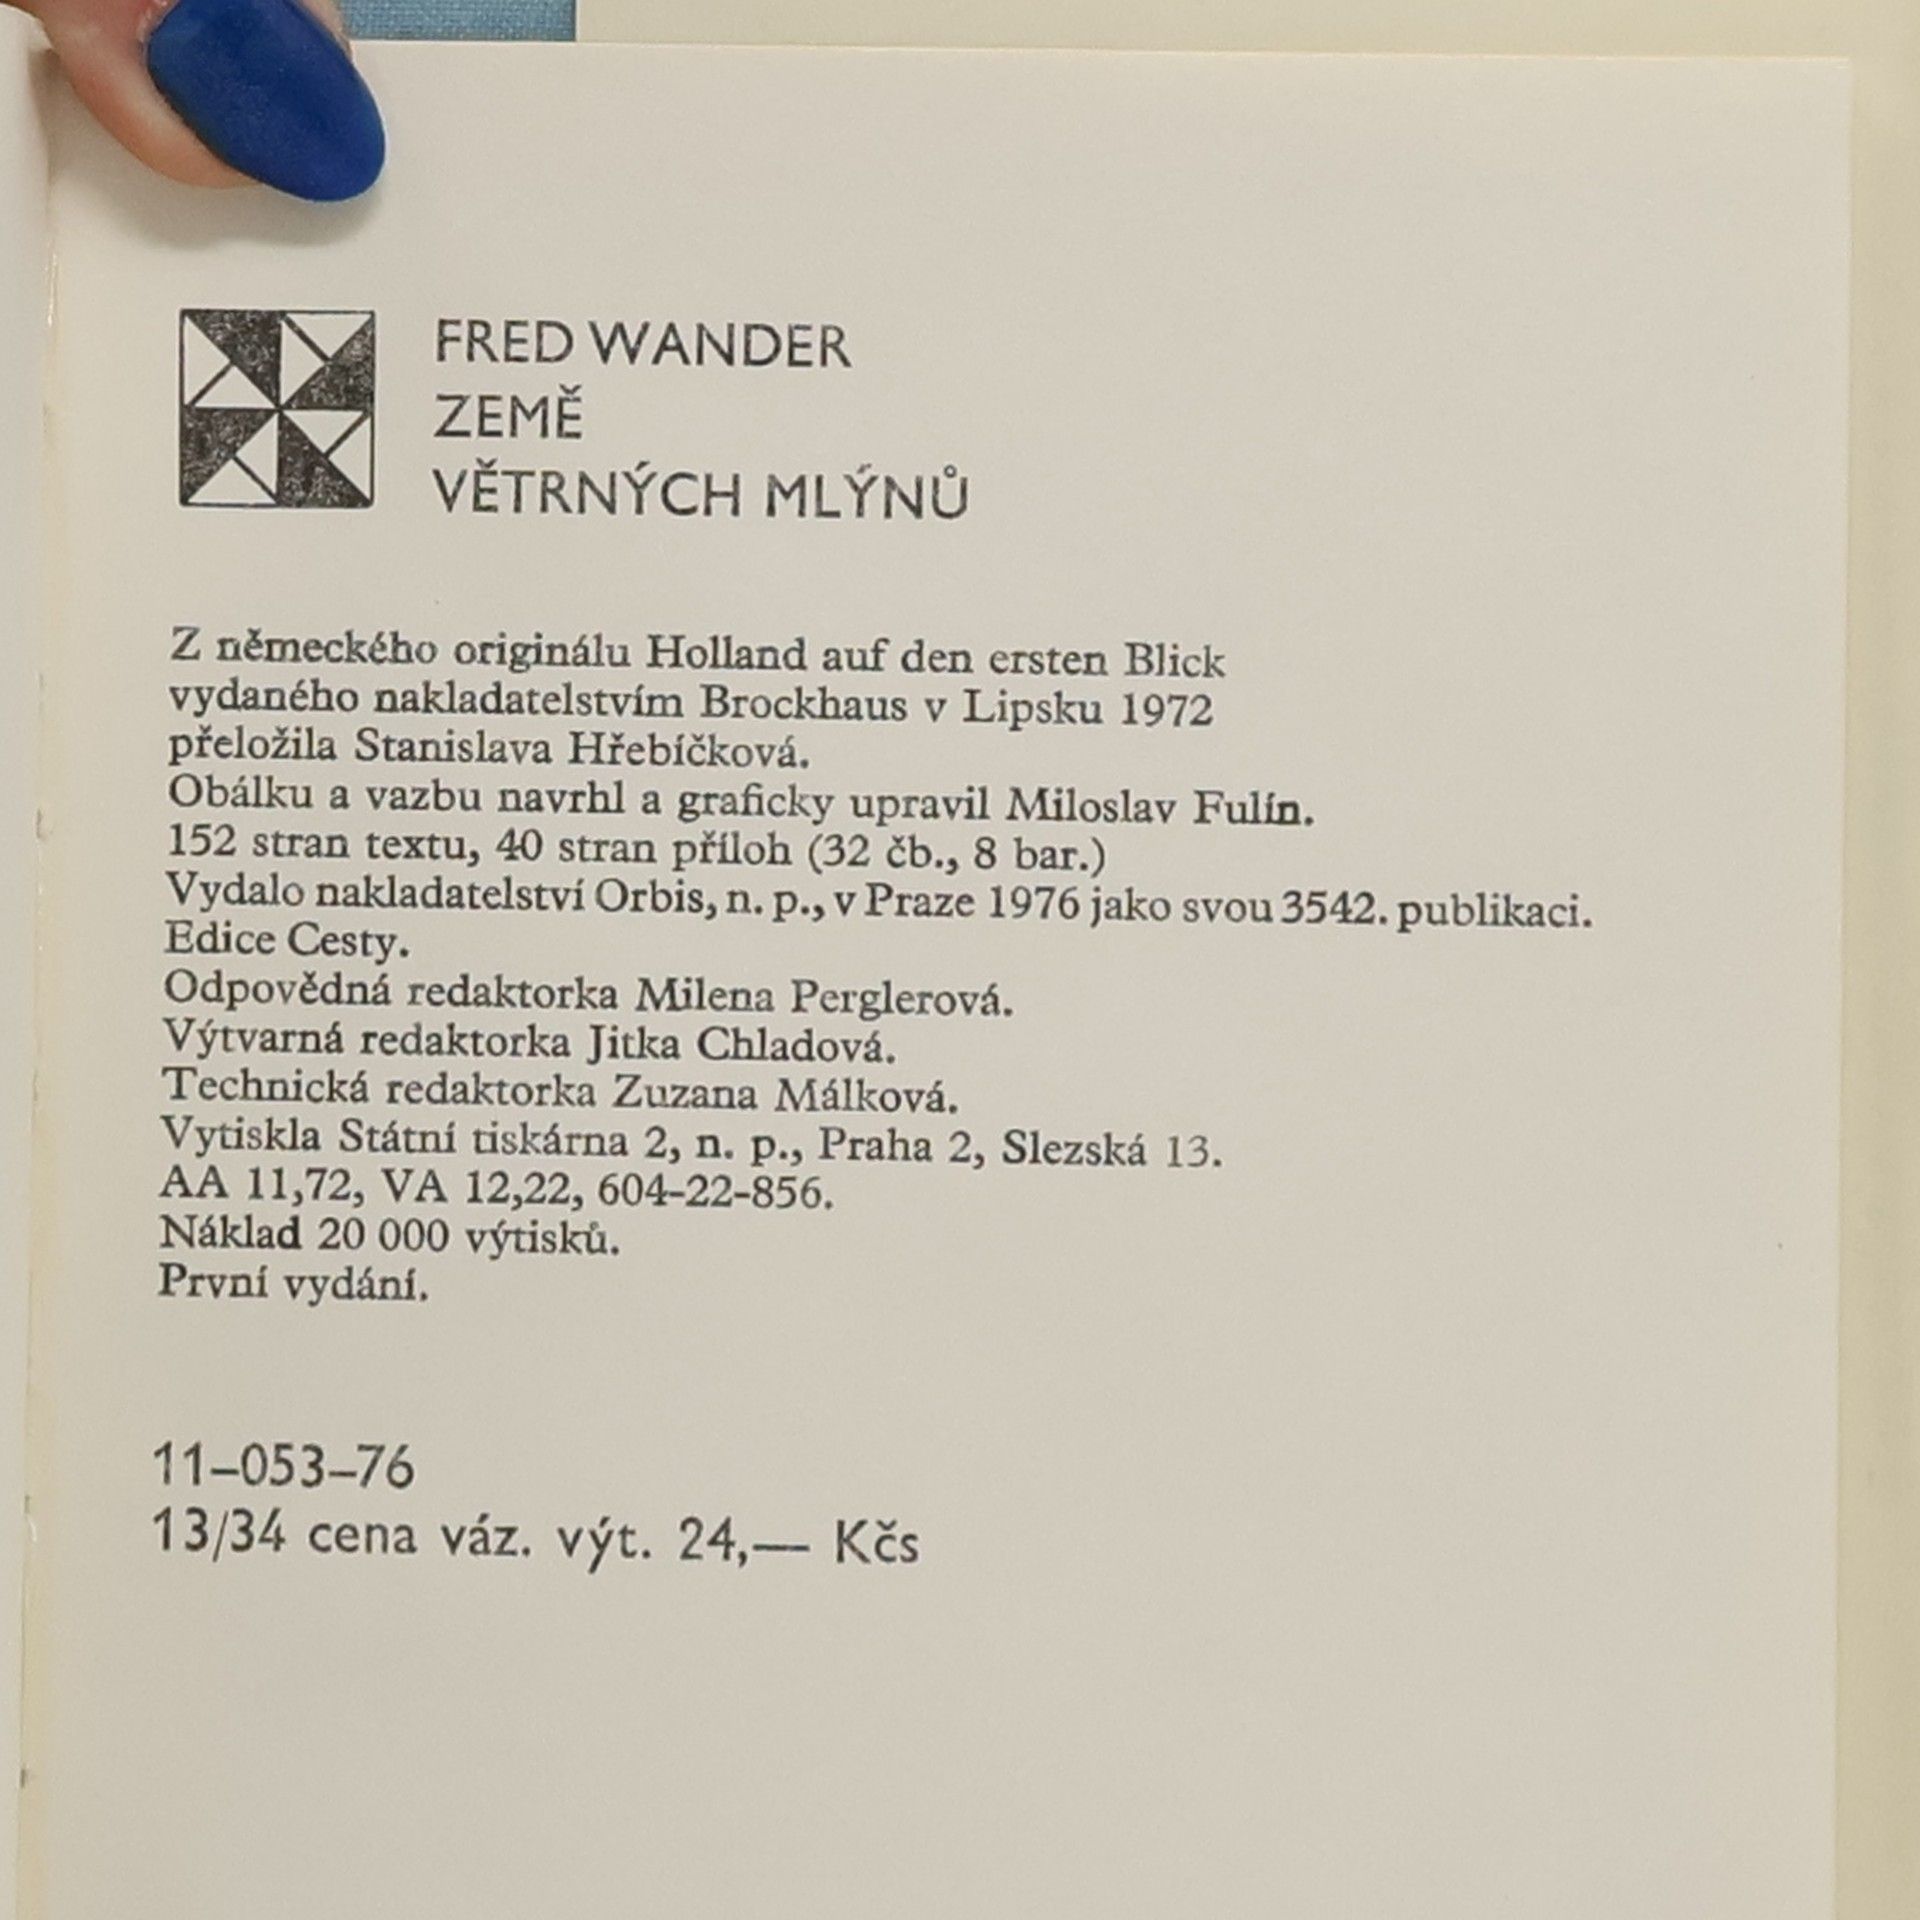 FRED WANDER
ZEMĚ
VĚTRNÝCH MLÝNŮ
Z německého originálu Holland auf den ersten Blick
vydaného nakladatelstvím Brockhaus v Lipsku 1972
přeložila Stanislava Hřebíčková.
Obálku a vazbu navrhl a graficky upravil Miloslav Fulín.
152 stran textu, 40 stran příloh (32 čb., 8 bar.)
Vydalo nakladatelství Orbis, n. p., v Praze 1976 jako svou 3542. publikaci.
Edice Cesty.
Odpovědná redaktorka Milena Perglerová.
Výtvarná redaktorka Jitka Chladová.
Technická redaktorka Zuzana Málková.
Vytiskla Státní tiskárna 2, n. p., Praha 2, Slezská 13.
AA 11,72, VA 12,22, 604-22-856.
Náklad 20 000 výtisků.
První vydání.
11–053–76
13/34 cena váz. výt. 24,— Kčs